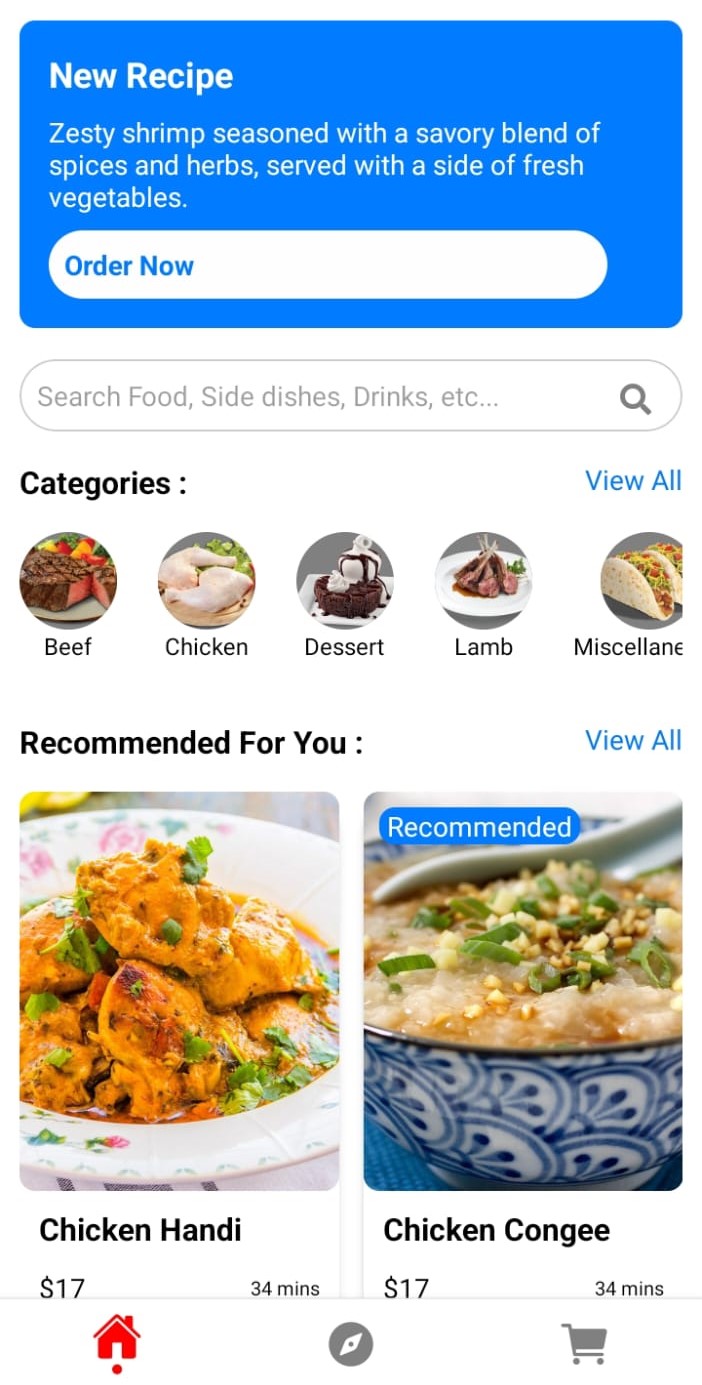 New Recipe
Zesty shrimp seasoned with a savory blend of
spices and herbs, served with a side of fresh
vegetables.
Order Now
Search Food, Side dishes, Drinks, etc...
Categories :
View All
Beef
Chicken
Dessert
Lamb
Miscellane
Recommended For You :
View All
Recommended
Chicken Handi
$17
34 mins
Chicken Congee
$17
34 mins